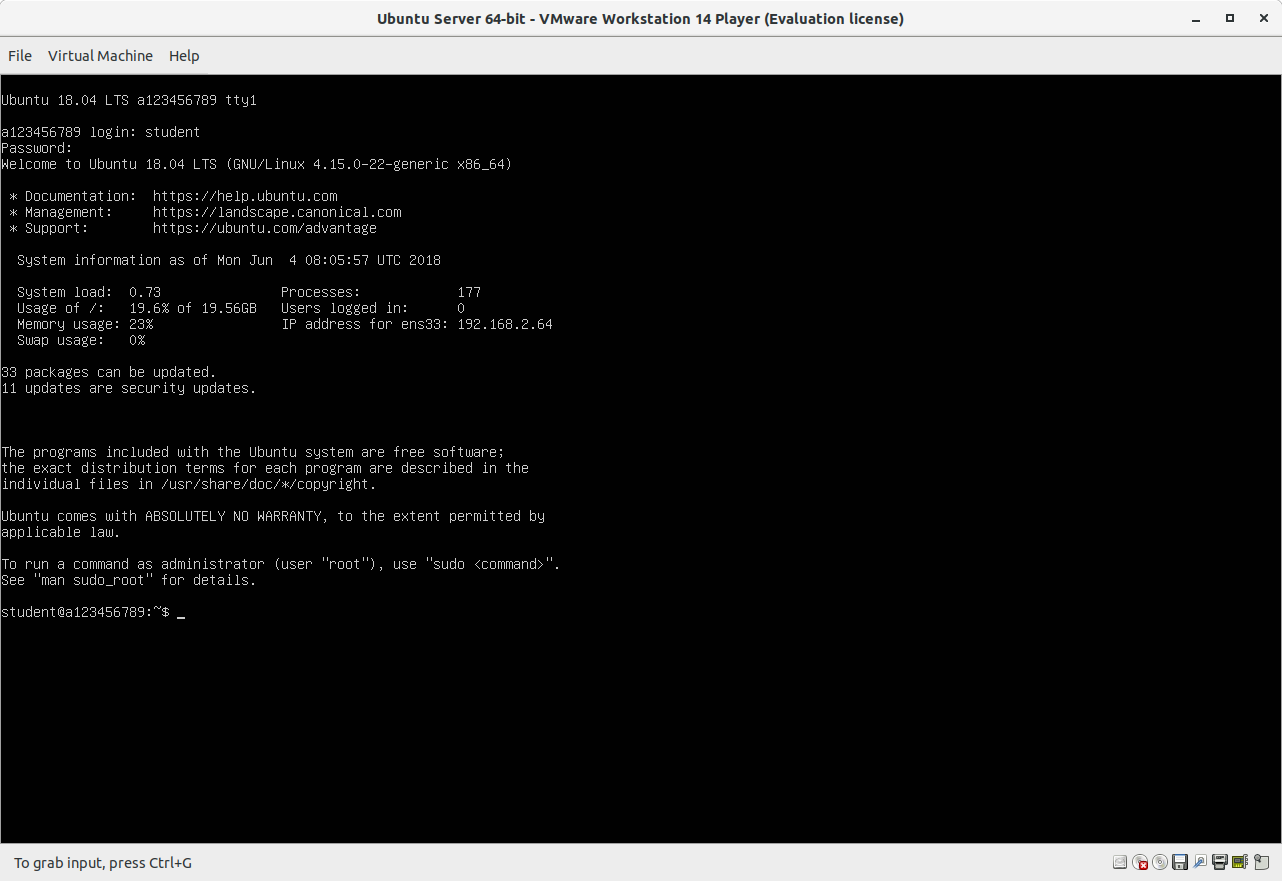 Ubuntu Server 64-bit - VMware Workstation 14 Player (Evaluation license)
File Virtual Machine Help
Ubuntu 18.04 LTS a123456789 tty1
a123456789 login: student
Password:
Welcome to Ubuntu 18.04 LTS (GNU/Linux 4.15.0-22-generic x86_64)
* Documentation: https://help.ubuntu.com
* Management: https://landscape.canonical.com
* Support: https://ubuntu.com/advantage
System information as of Mon Jun 4 08:05:57 UTC 2018
System load: 0.73 Processes: 177
Usage of /: 19.6% of 19.56GB Users logged in: 0
Memory usage: 23% IP address for ens33: 192.168.2.64
Swap usage: 0%
33 packages can be updated.
11 updates are security updates.
The programs included with the Ubuntu system are free software;
the exact distribution terms for each program are described in the
individual files in /usr/share/doc/*/copyright.
Ubuntu comes with ABSOLUTELY NO WARRANTY, to the extent permitted by
applicable law.
To run a command as administrator (user "root"), use "sudo <command>".
See "man sudo_root" for details.
student@a123456789:~$ _
To grab input, press Ctrl+G